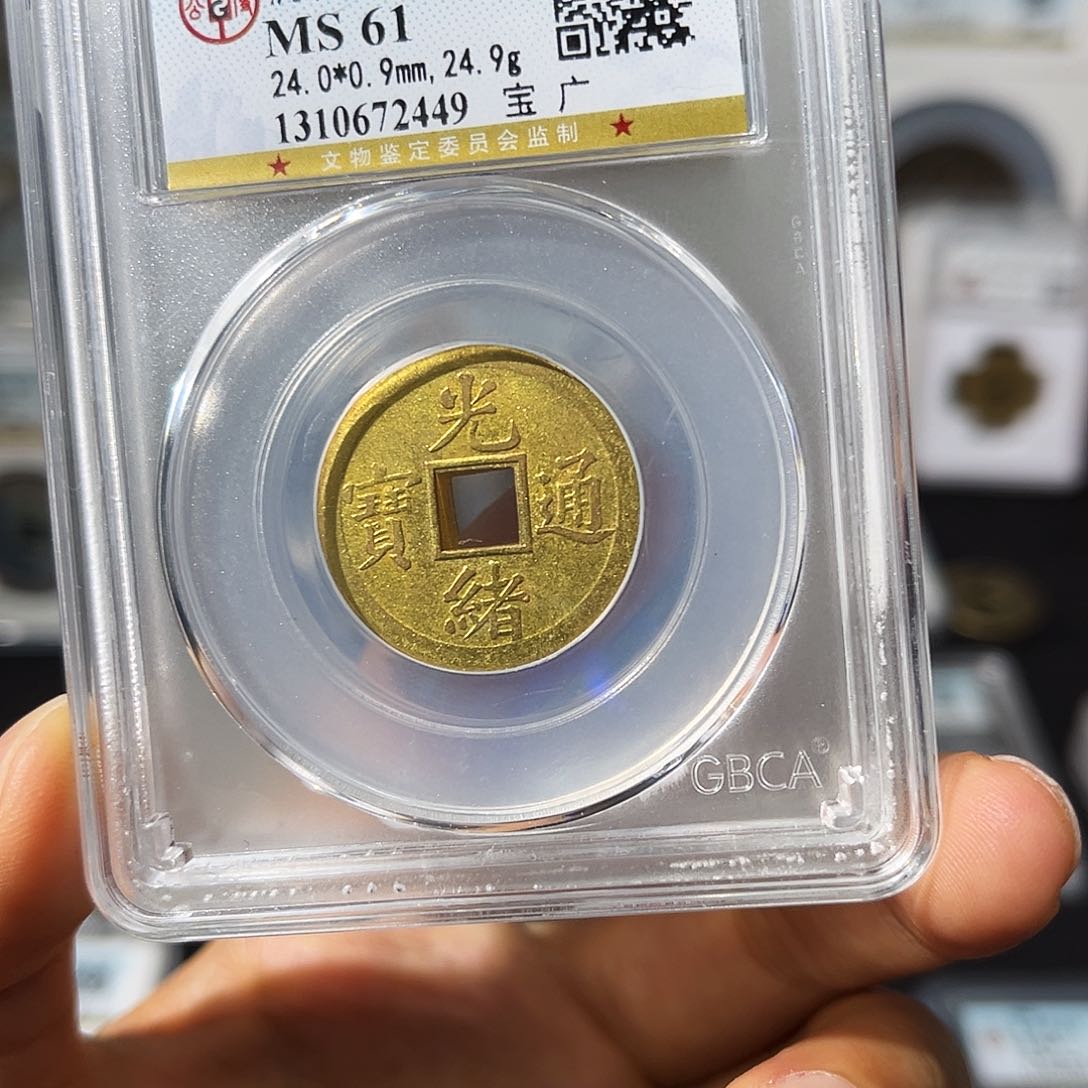 MS 61
24.0*0.9mm, 24.9g
1310672449 宝 广
★ 文物鉴定委员会监制 ★
光
寶 通
緒
GBCA®
GBCA